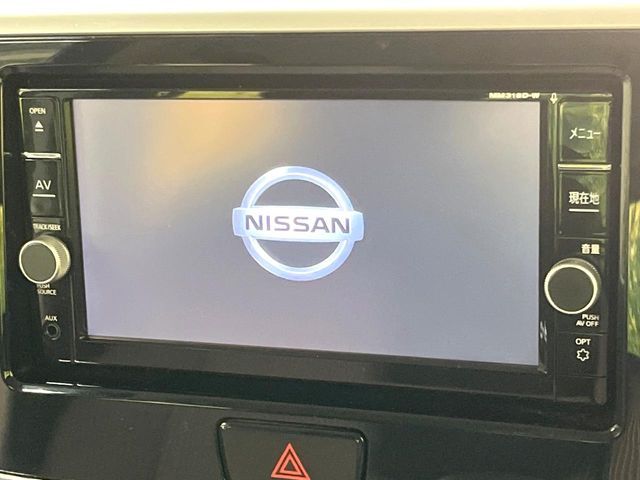 MM318D-W
OPEN
AV
TRACK/SEEK
PUSH
SOURCE
AUX
NISSAN
メニュー
現在地
音量
PUSH
AV OFF
OPT